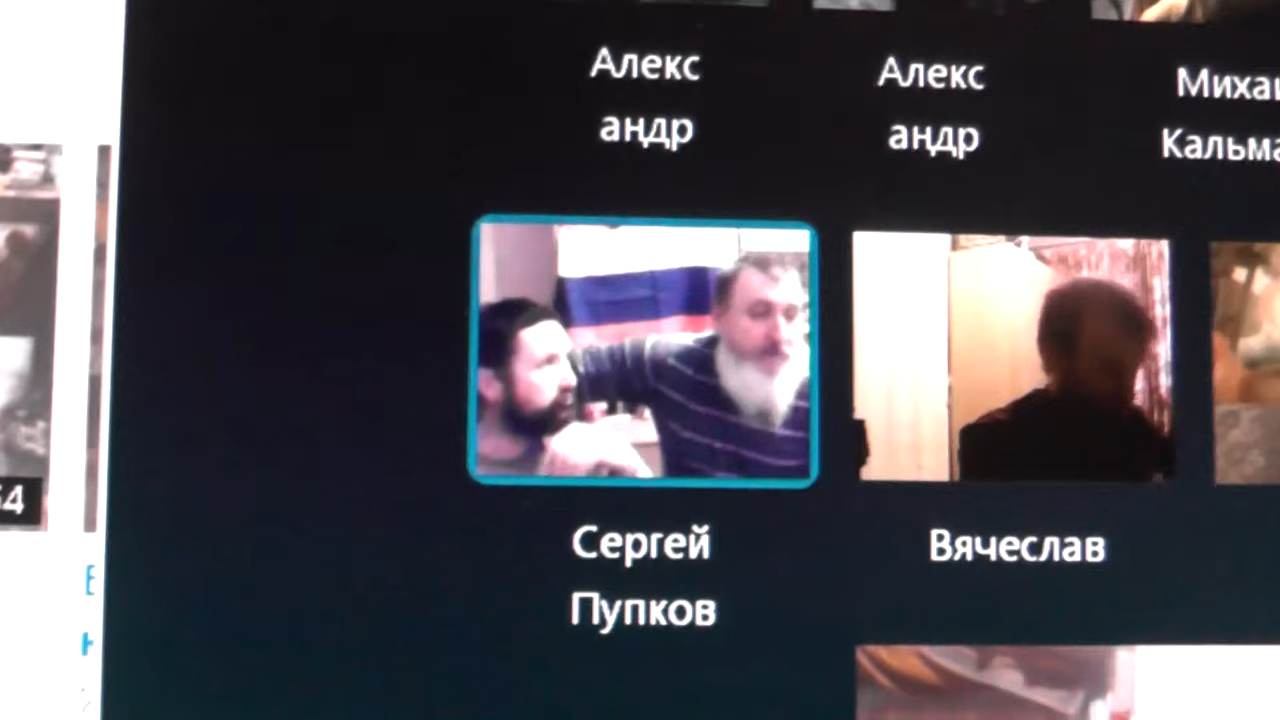 Алекс
андр
Алекс
андр
Сергей
Пупков
Вячеслав